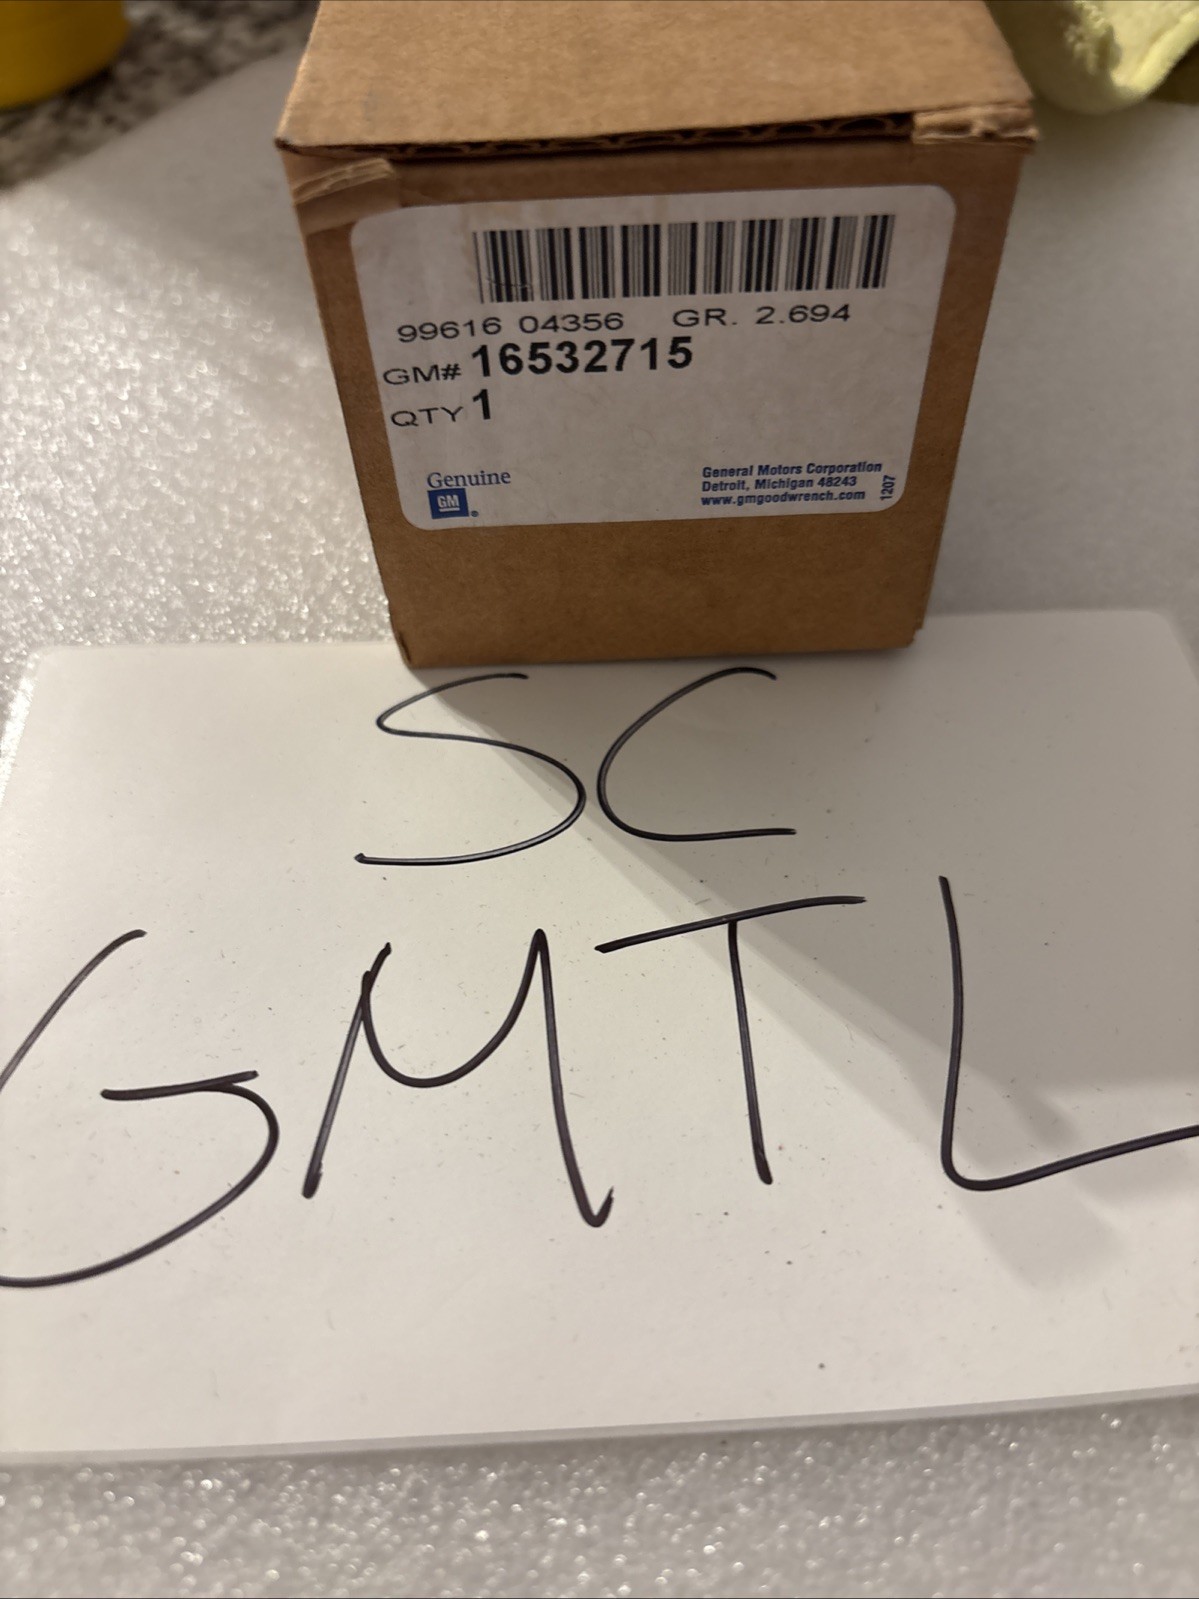 99616 04356 GR. 2.694
GM# 16532715
QTY 1
Genuine
GM
General Motors Corporation
Detroit, Michigan 48243
www.gmgoodwrench.com
1207
SC
GMTL